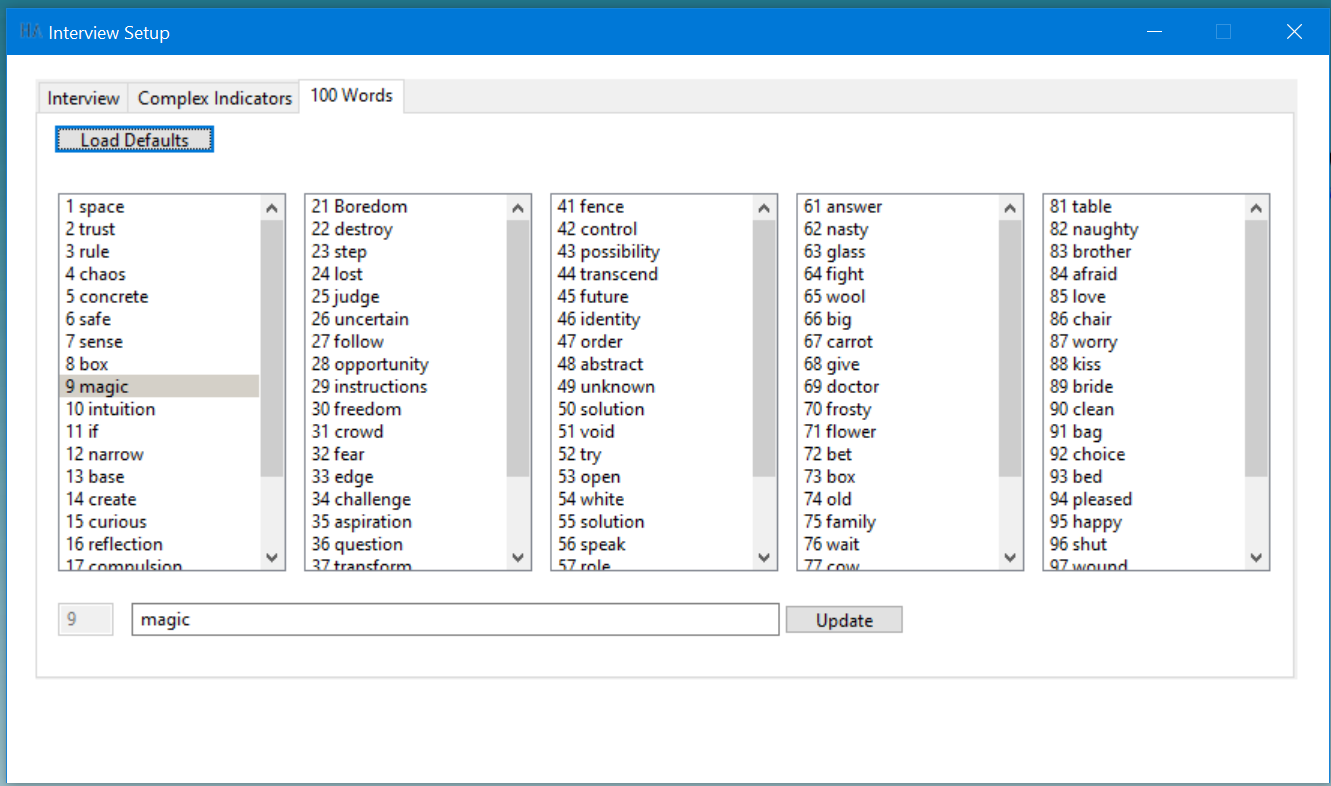 Interview Setup
Interview
Complex Indicators
100 Words
Load Defaults
1 space
2 trust
3 rule
4 chaos
5 concrete
6 safe
7 sense
8 box
9 magic
10 intuition
11 if
12 narrow
13 base
14 create
15 curious
16 reflection
17 compulsion
21 Boredom
22 destroy
23 step
24 lost
25 judge
26 uncertain
27 follow
28 opportunity
29 instructions
30 freedom
31 crowd
32 fear
33 edge
34 challenge
35 aspiration
36 question
37 transform
41 fence
42 control
43 possibility
44 transcend
45 future
46 identity
47 order
48 abstract
49 unknown
50 solution
51 void
52 try
53 open
54 white
55 solution
56 speak
57 role
61 answer
62 nasty
63 glass
64 fight
65 wool
66 big
67 carrot
68 give
69 doctor
70 frosty
71 flower
72 bet
73 box
74 old
75 family
76 wait
77 cow
81 table
82 naughty
83 brother
84 afraid
85 love
86 chair
87 worry
88 kiss
89 bride
90 clean
91 bag
92 choice
93 bed
94 pleased
95 happy
96 shut
97 wound
9
magic
Update